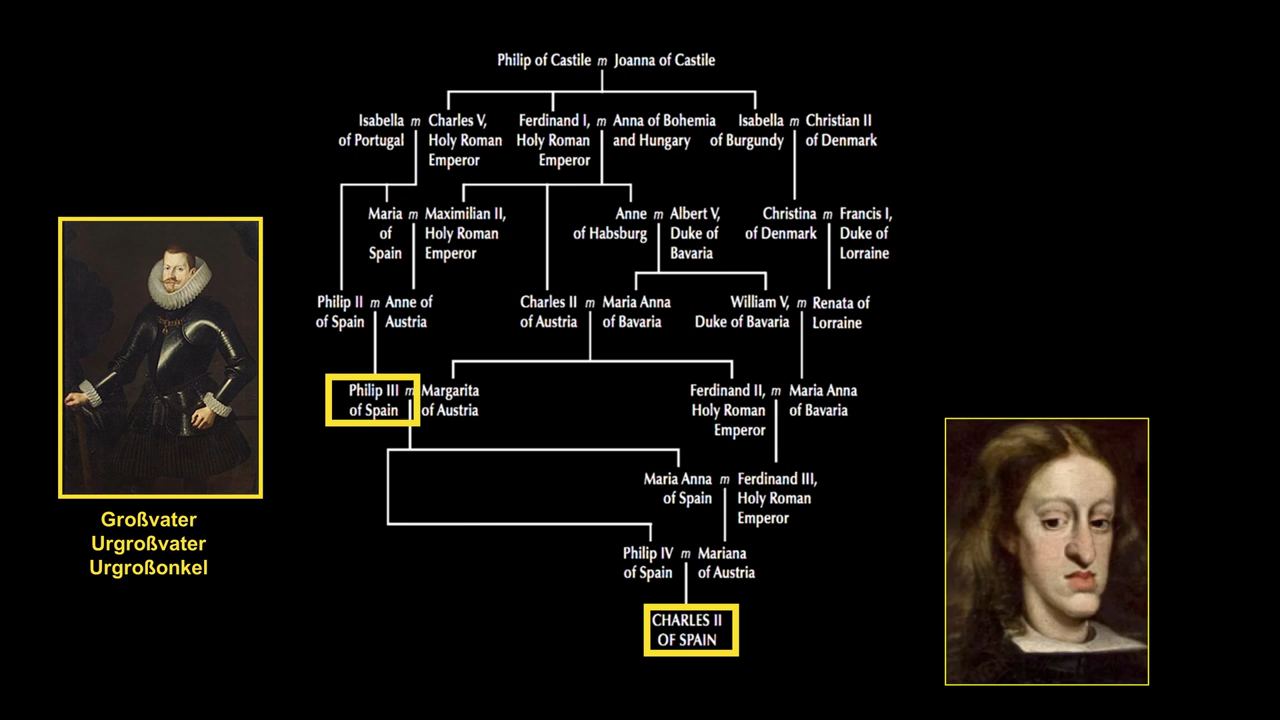 Philip of Castile m Joanna of Castile
Isabella of Portugal m Charles V, Holy Roman Emperor
Ferdinand I, Holy Roman Emperor m Anna of Bohemia and Hungary
Isabella of Burgundy m Christian II of Denmark
Maria of Spain m Maximilian II, Holy Roman Emperor
Anne of Habsburg m Albert V, Duke of Bavaria
Christina of Denmark m Francis I, Duke of Lorraine
Philip II of Spain m Anne of Austria
Charles II of Austria m Maria Anna of Bavaria
William V, Duke of Bavaria m Renata of Lorraine
Philip III of Spain m Margarita of Austria
Ferdinand II, Holy Roman Emperor m Maria Anna of Bavaria
Maria Anna of Spain m Ferdinand III, Holy Roman Emperor
Philip IV of Spain m Mariana of Austria
CHARLES II
OF SPAIN
Großvater
Urgroßvater
Urgroßonkel